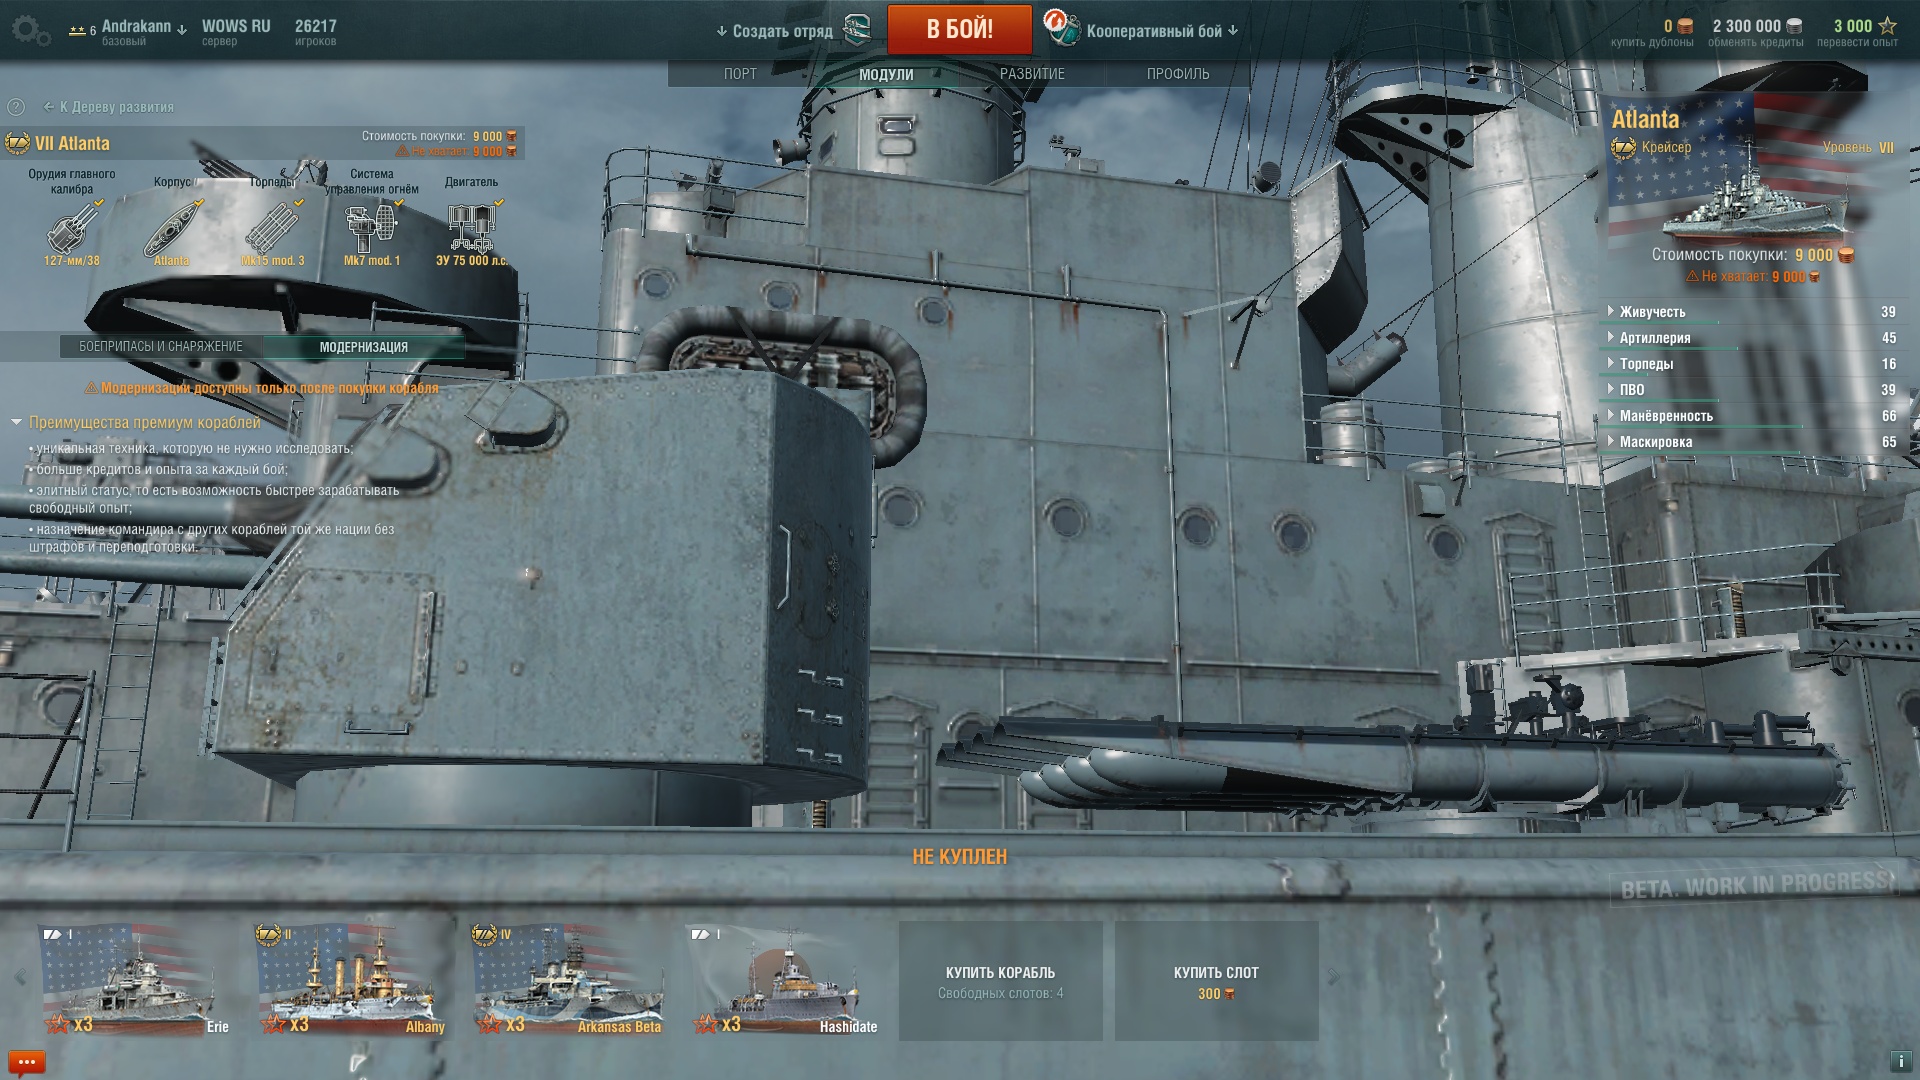 6 Andrakann
базовый
WOWS RU
сервер
26217
игроков
Создать отряд
В БОЙ!
Кооперативный бой
0
купить дублоны
2 300 000
обменять кредиты
3 000
перевести опыт
ПОРТ
МОДУЛИ
РАЗВИТИЕ
ПРОФИЛЬ
? ← К Дереву развития
VII Atlanta
Стоимость покупки: 9 000
Не хватает: 9 000
Орудия главного калибра
Корпус
Торпеды
Система управления огнём
Двигатель
127-мм/38
Atlanta
Mk15 mod. 3
Mk7 mod. 1
ЭУ 75 000 л.с.
БОЕПРИПАСЫ И СНАРЯЖЕНИЕ
МОДЕРНИЗАЦИЯ
Модернизации доступны только после покупки корабля
Преимущества премиум кораблей
• уникальная техника, которую не нужно исследовать;
• больше кредитов и опыта за каждый бой;
• элитный статус, то есть возможность быстрее зарабатывать
свободный опыт;
• назначение командира с других кораблей той же нации без
штрафов и переподготовки.
Atlanta
Крейсер
Уровень VII
Стоимость покупки: 9 000
Не хватает: 9 000
Живучесть 39
Артиллерия 45
Торпеды 16
ПВО 39
Манёвренность 66
Маскировка 65
НЕ КУПЛЕН
BETA. WORK IN PROGRESS
I
x3
Erie
II
x3
Albany
IV
x3
Arkansas Beta
I
x3
Hashidate
КУПИТЬ КОРАБЛЬ
Свободных слотов: 4
КУПИТЬ СЛОТ
300
i